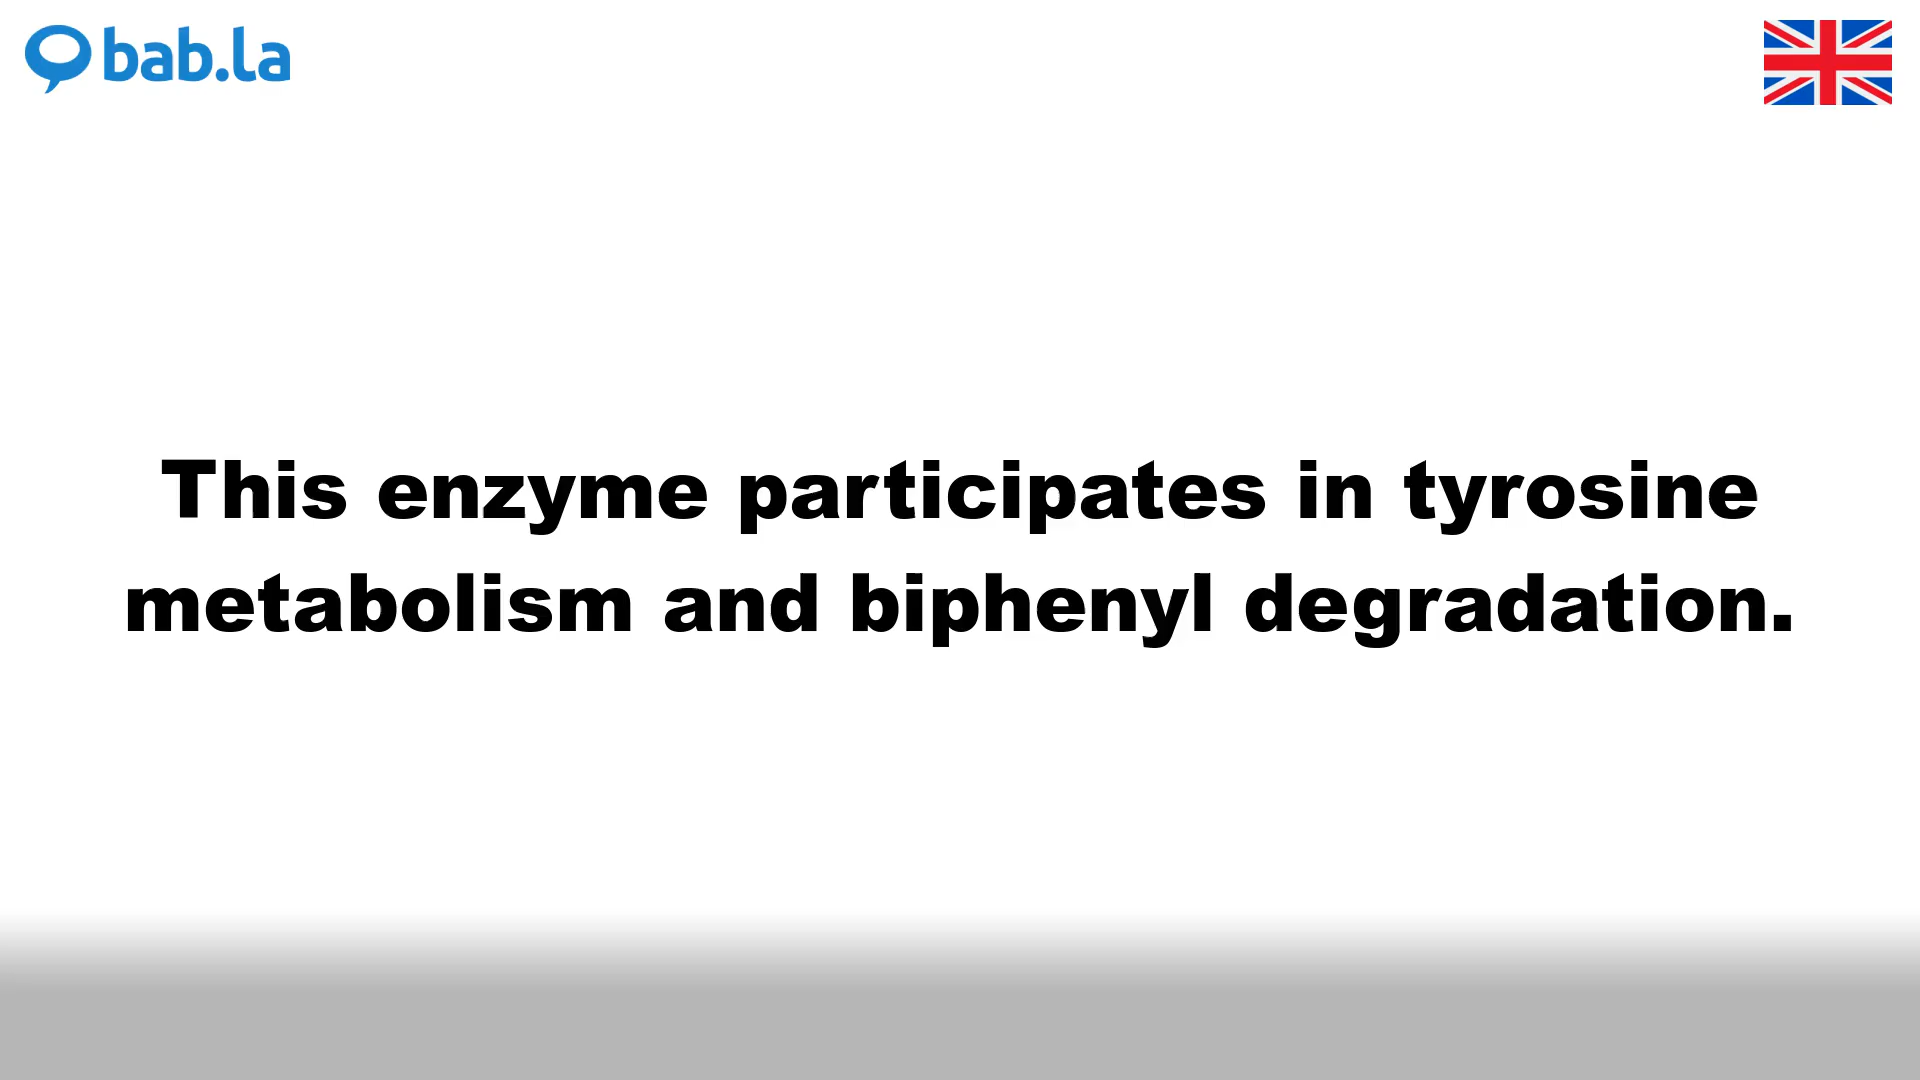 bab.la
This enzyme participates in tyrosine
metabolism and biphenyl degradation.